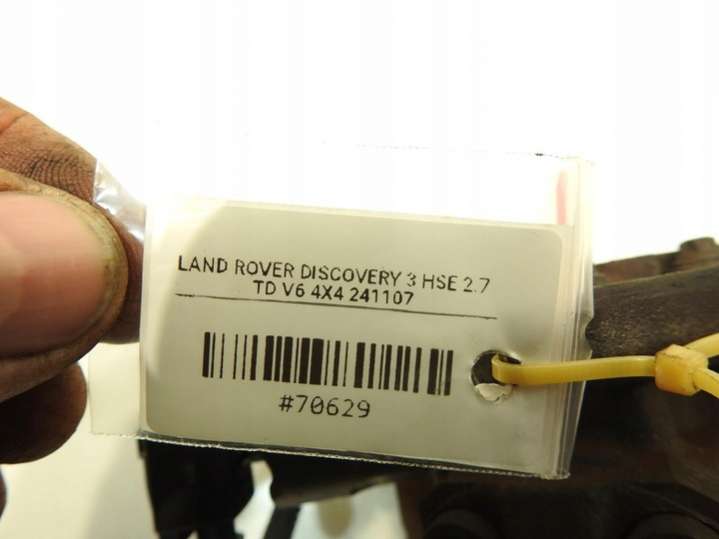 LAND ROVER DISCOVERY 3 HSE 2.7
TD V6 4X4 241107
#70629